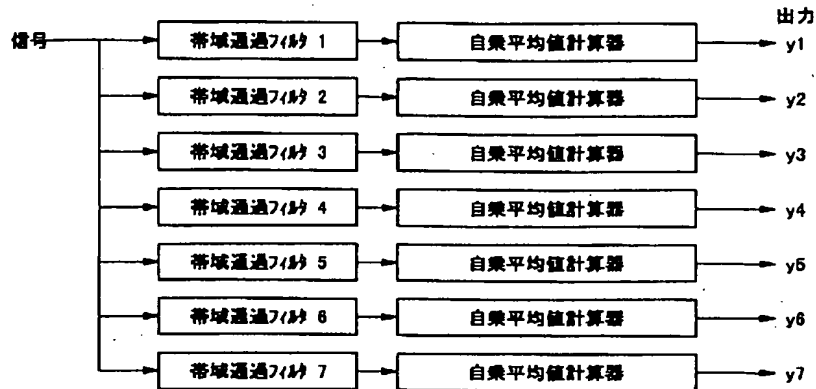 出力
信号 帯域通過フィルタ 1 自乗平均値計算器 y1
帯域通過フィルタ 2 自乗平均値計算器 y2
帯域通過フィルタ 3 自乗平均値計算器 y3
帯域通過フィルタ 4 自乗平均値計算器 y4
帯域通過フィルタ 5 自乗平均値計算器 y5
帯域通過フィルタ 6 自乗平均値計算器 y6
帯域通過フィルタ 7 自乗平均値計算器 y7